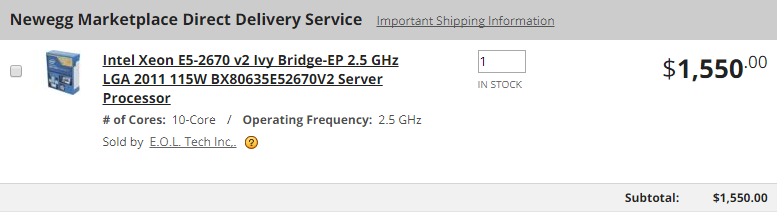 Newegg Marketplace Direct Delivery Service Important Shipping Information
Intel Xeon E5-2670 v2 Ivy Bridge-EP 2.5 GHz
LGA 2011 115W BX80635E52670V2 Server
Processor
1
IN STOCK
$1,550.00
# of Cores: 10-Core / Operating Frequency: 2.5 GHz
Sold by E.O.L. Tech Inc,. ?
Subtotal: $1,550.00